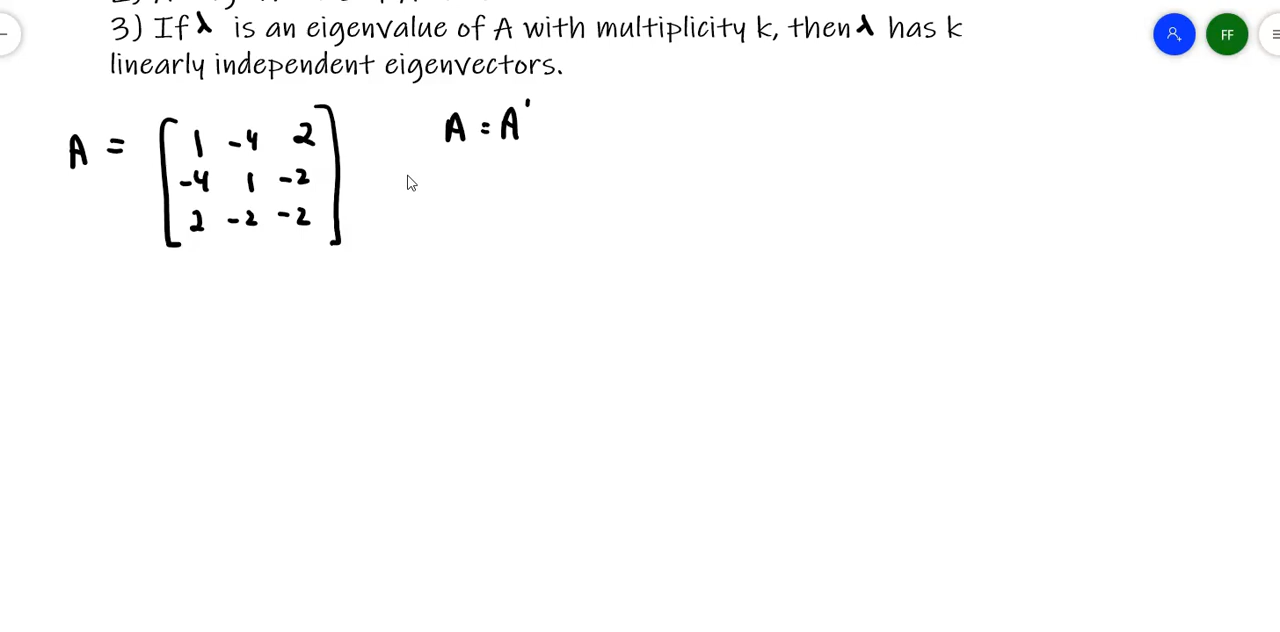 3) If λ is an eigenvalue of A with multiplicity k, then λ has k
linearly independent eigenvectors.
A = [ 1 -4 2
-4 1 -2
2 -2 -2 ]
A = A'
FF